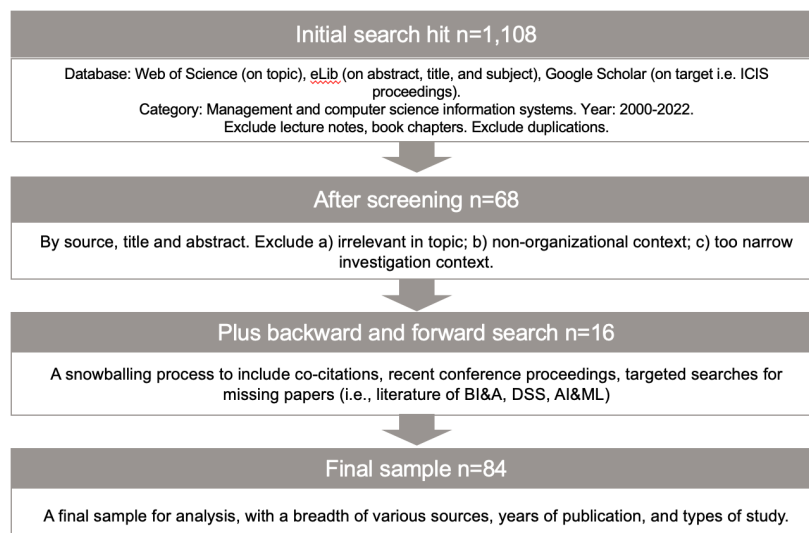 Initial search hit n=1,108
Database: Web of Science (on topic), eLib (on abstract, title, and subject), Google Scholar (on target i.e. ICIS
proceedings).
Category: Management and computer science information systems. Year: 2000-2022.
Exclude lecture notes, book chapters. Exclude duplications.
After screening n=68
By source, title and abstract. Exclude a) irrelevant in topic; b) non-organizational context; c) too narrow
investigation context.
Plus backward and forward search n=16
A snowballing process to include co-citations, recent conference proceedings, targeted searches for
missing papers (i.e., literature of BI&A, DSS, AI&ML)
Final sample n=84
A final sample for analysis, with a breadth of various sources, years of publication, and types of study.